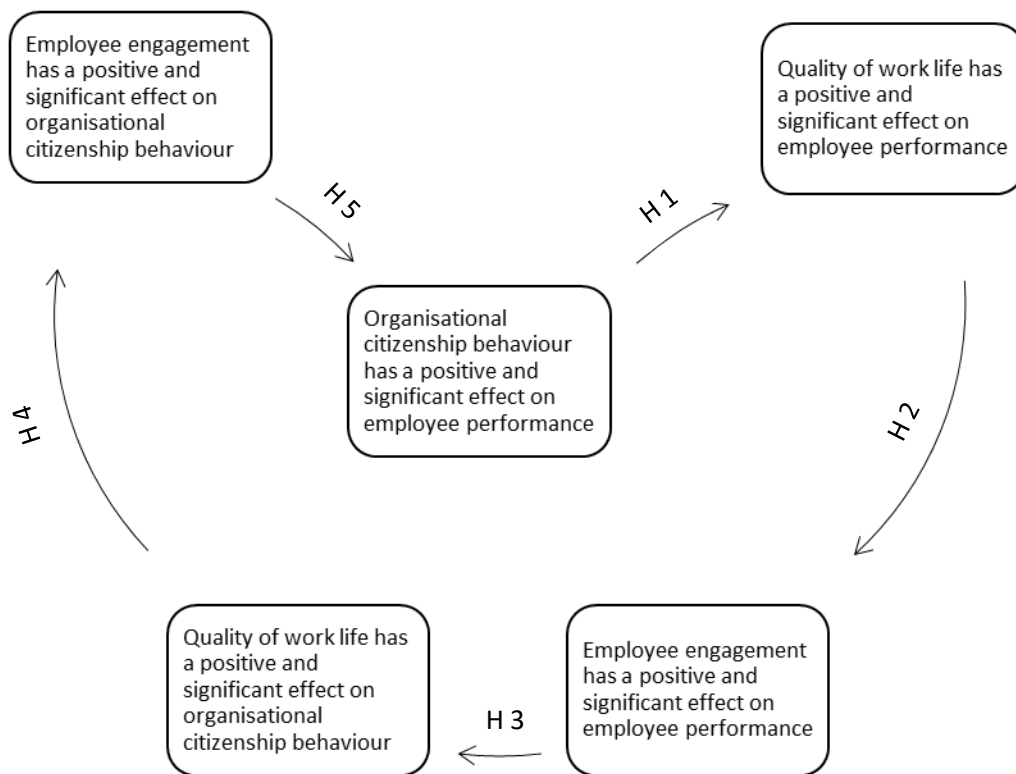 Employee engagement
has a positive and
significant effect on
organisational
citizenship behaviour
Quality of work life has
a positive and
significant effect on
employee performance
H 5
H 1
Organisational
citizenship behaviour
has a positive and
significant effect on
employee performance
H 4
H 2
Quality of work life has
a positive and
significant effect on
organisational
citizenship behaviour
H 3
Employee engagement
has a positive and
significant effect on
employee performance